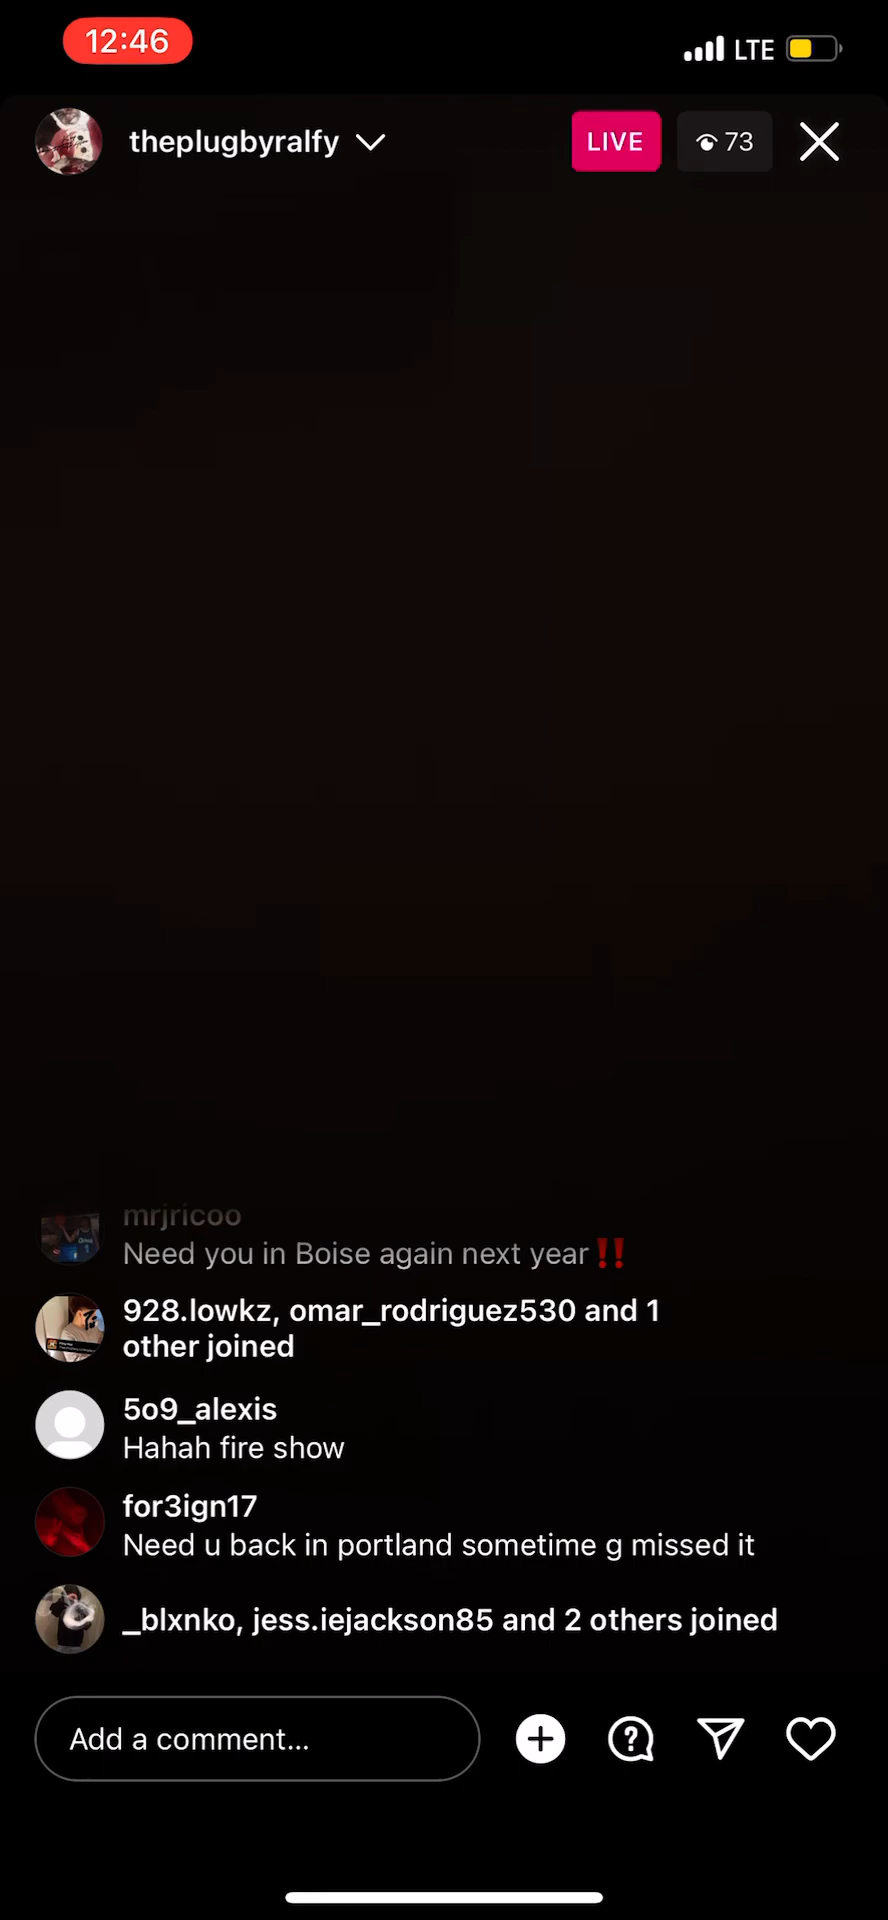 12:46
LTE
theplugbyralfy
LIVE
73
mrjricoo
Need you in Boise again next year‼️
928.lowkz, omar_rodriguez530 and 1
other joined
5o9_alexis
Hahah fire show
for3ign17
Need u back in portland sometime g missed it
_blxnko, jess.iejackson85 and 2 others joined
Add a comment...